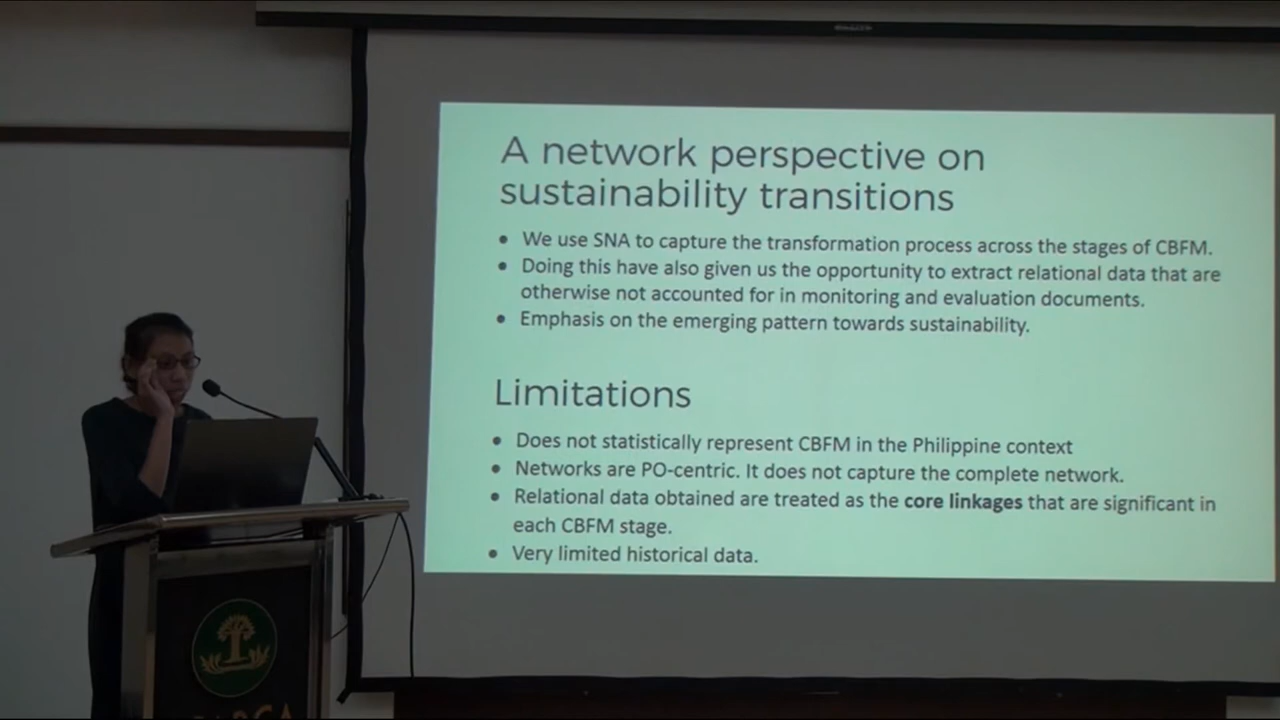 A network perspective on
sustainability transitions
• We use SNA to capture the transformation process across the stages of CBFM.
• Doing this have also given us the opportunity to extract relational data that are
otherwise not accounted for in monitoring and evaluation documents.
• Emphasis on the emerging pattern towards sustainability.
Limitations
• Does not statistically represent CBFM in the Philippine context
• Networks are PO-centric. It does not capture the complete network.
• Relational data obtained are treated as the core linkages that are significant in
each CBFM stage.
• Very limited historical data.